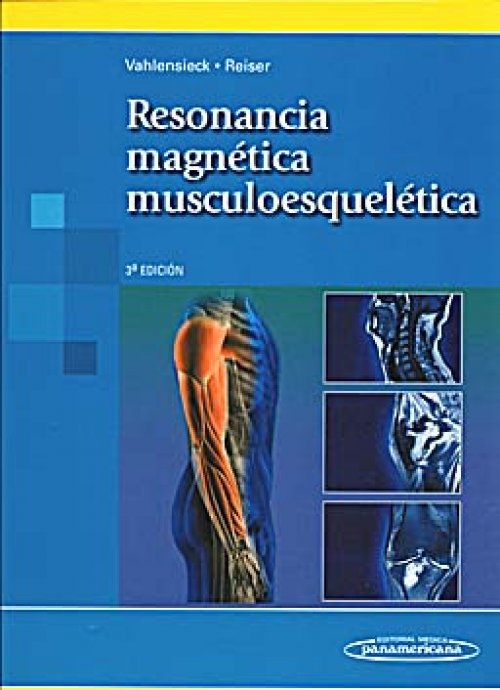 Vahlensieck • Reiser
Resonancia
magnética
musculoesquelética
3ª EDICIÓN
EDITORIAL MEDICA
panamericana